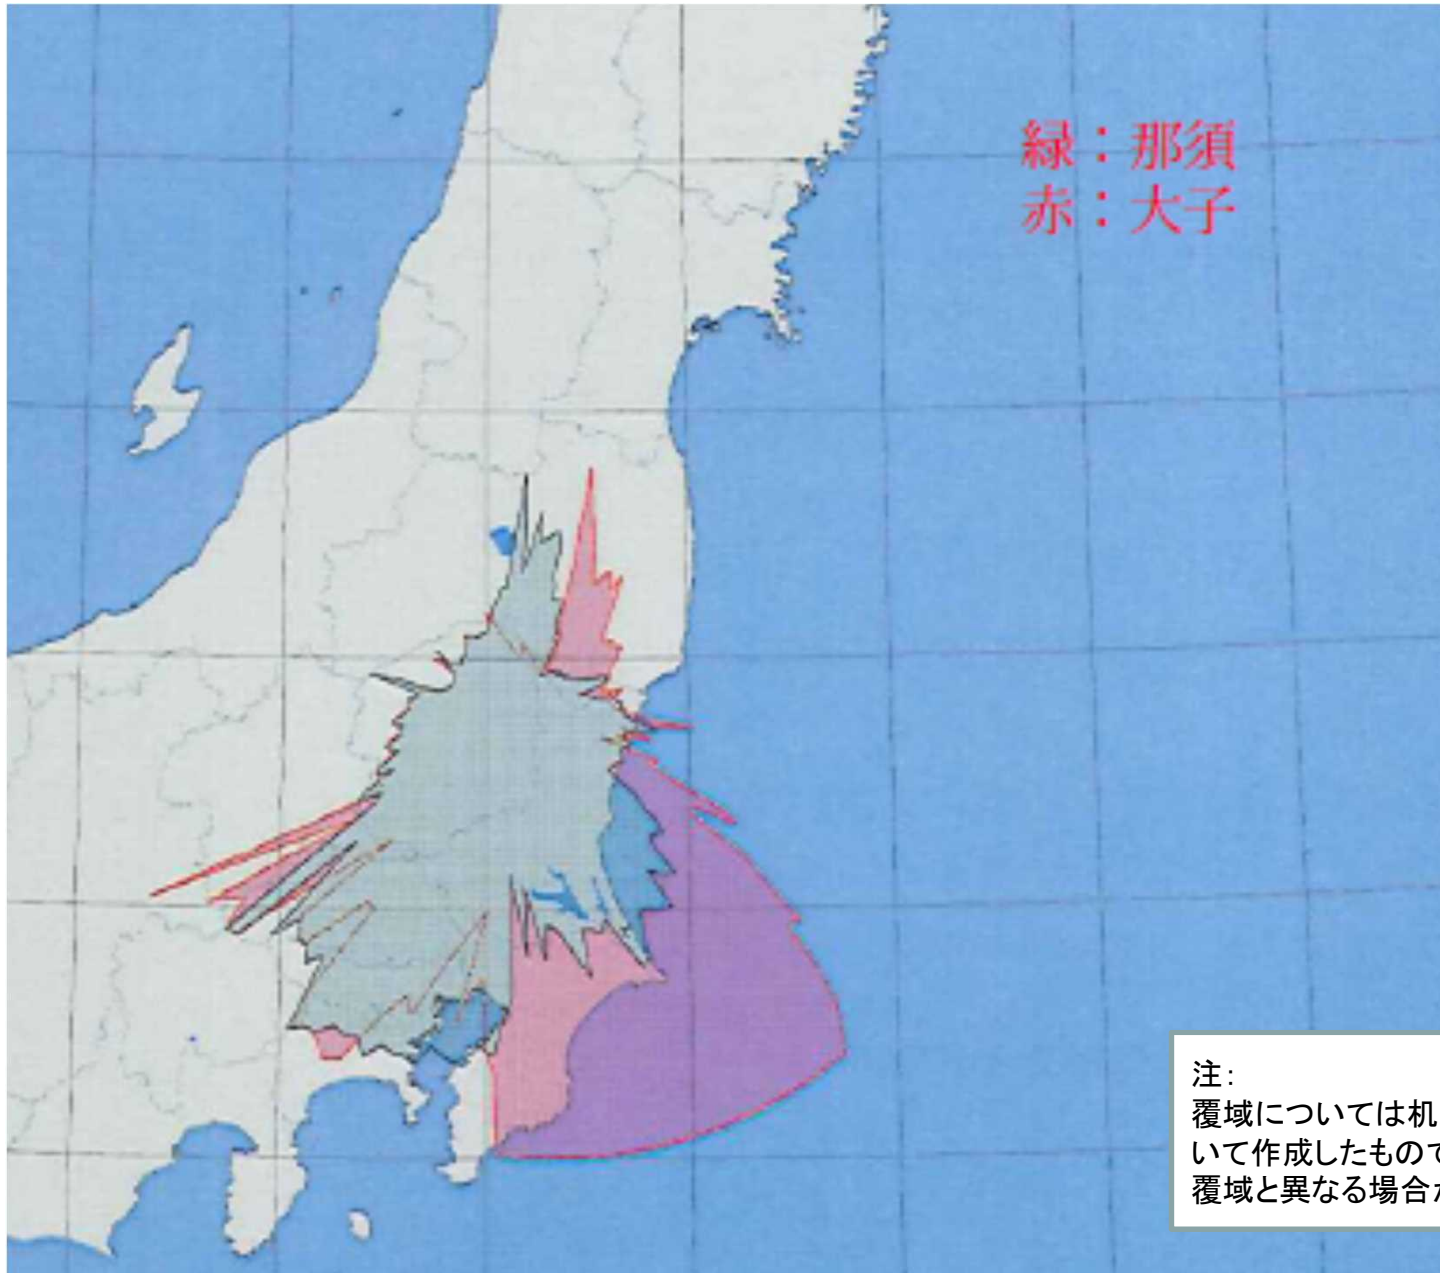 緑：那須
赤：大子
注：
覆域については机
いて作成したもので
覆域と異なる場合が